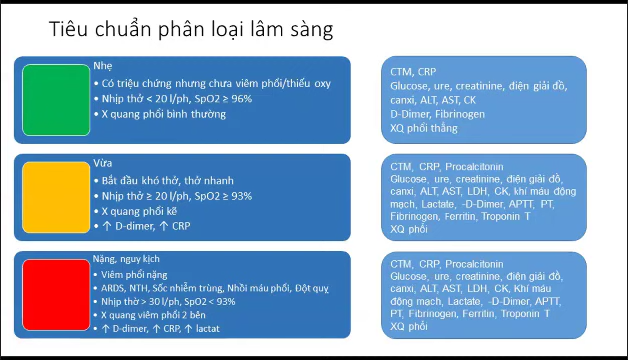 Tiêu chuẩn phân loại lâm sàng
Nhẹ
• Có triệu chứng nhưng chưa viêm phổi/thiếu oxy
• Nhịp thở < 20 l/ph, SpO2 ≥ 96%
• X quang phổi bình thường
CTM, CRP
Glucose, ure, creatinine, điện giải đồ,
canxi, ALT, AST, CK
D-Dimer, Fibrinogen
XQ phổi thẳng
Vừa
• Bắt đầu khó thở, thở nhanh
• Nhịp thở ≥ 20 l/ph, SpO2 ≥ 93%
• X quang phổi kẽ
• ↑ D-dimer, ↑ CRP
CTM, CRP, Procalcitonin
Glucose, ure, creatinine, điện giải đồ,
canxi, ALT, AST, LDH, CK, khí máu động
mạch, Lactate, -D-Dimer, APTT, PT,
Fibrinogen, Ferritin, Troponin T
XQ phổi
Nặng, nguy kịch
• Viêm phổi nặng
• ARDS, NTH, Sốc nhiễm trùng, Nhồi máu phổi, Đột quỵ
• Nhịp thở > 30 l/ph, SpO2 < 93%
• X quang viêm phổi 2 bên
• ↑ D-dimer, ↑ CRP, ↑ lactat
CTM, CRP, Procalcitonin
Glucose, ure, creatinine, điện giải đồ,
canxi, ALT, AST, LDH, CK, Khí máu
động mạch, Lactate, -D-Dimer, APTT,
PT, Fibrinogen, Ferritin, Troponin T
XQ phổi